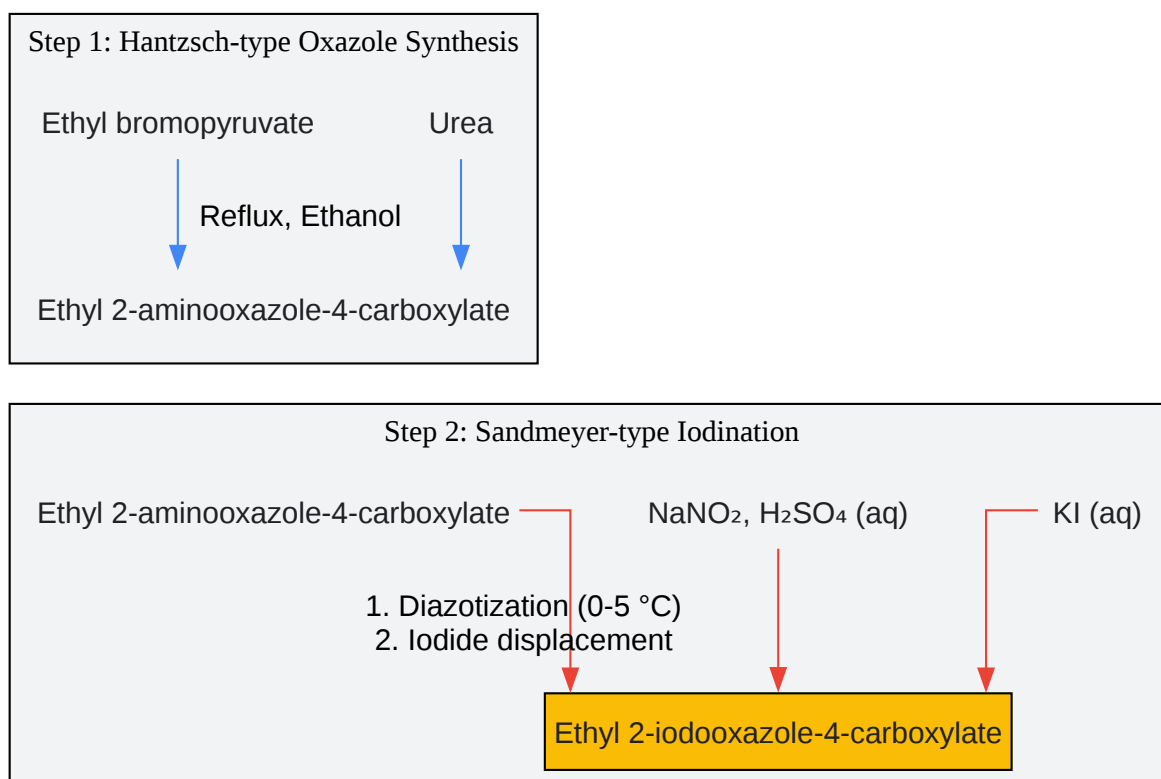 Step 1: Hantzsch-type Oxazole Synthesis
Ethyl bromopyruvate
Urea
Reflux, Ethanol
Ethyl 2-aminooxazole-4-carboxylate
Step 2: Sandmeyer-type Iodination
Ethyl 2-aminooxazole-4-carboxylate
NaNO₂, H₂SO₄ (aq)
KI (aq)
1. Diazotization (0-5 °C)
2. Iodide displacement
Ethyl 2-iodooxazole-4-carboxylate